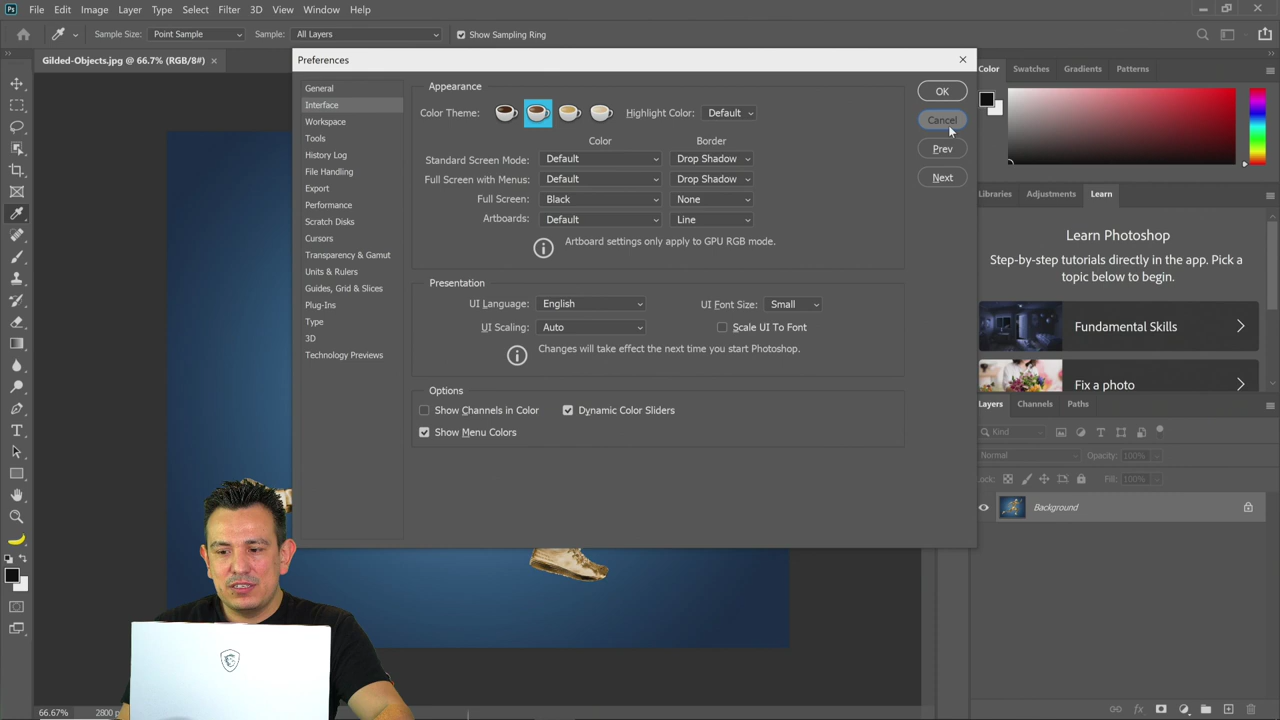 Ps File Edit Image Layer Type Select Filter 3D View Window Help
Sample Size: Point Sample Sample: All Layers Show Sampling Ring
Gilded-Objects.jpg @ 66.7% (RGB/8#) ×
Preferences
General
Interface
Workspace
Tools
History Log
File Handling
Export
Performance
Scratch Disks
Cursors
Transparency & Gamut
Units & Rulers
Guides, Grid & Slices
Plug-Ins
Type
3D
Technology Previews
Appearance
Color Theme: Highlight Color: Default
Color Border
Standard Screen Mode: Default Drop Shadow
Full Screen with Menus: Default Drop Shadow
Full Screen: Black None
Artboards: Default Line
Artboard settings only apply to GPU RGB mode.
Presentation
UI Language: English UI Font Size: Small
UI Scaling: Auto Scale UI To Font
Changes will take effect the next time you start Photoshop.
Options
Show Channels in Color Dynamic Color Sliders
Show Menu Colors
OK
Cancel
Prev
Next
Color Swatches Gradients Patterns
Libraries Adjustments Learn
Learn Photoshop
Step-by-step tutorials directly in the app. Pick a
topic below to begin.
Fundamental Skills
Fix a photo
Layers Channels Paths
Kind
Normal Opacity: 100%
Lock: Fill: 100%
Background
66.67% 2800 p